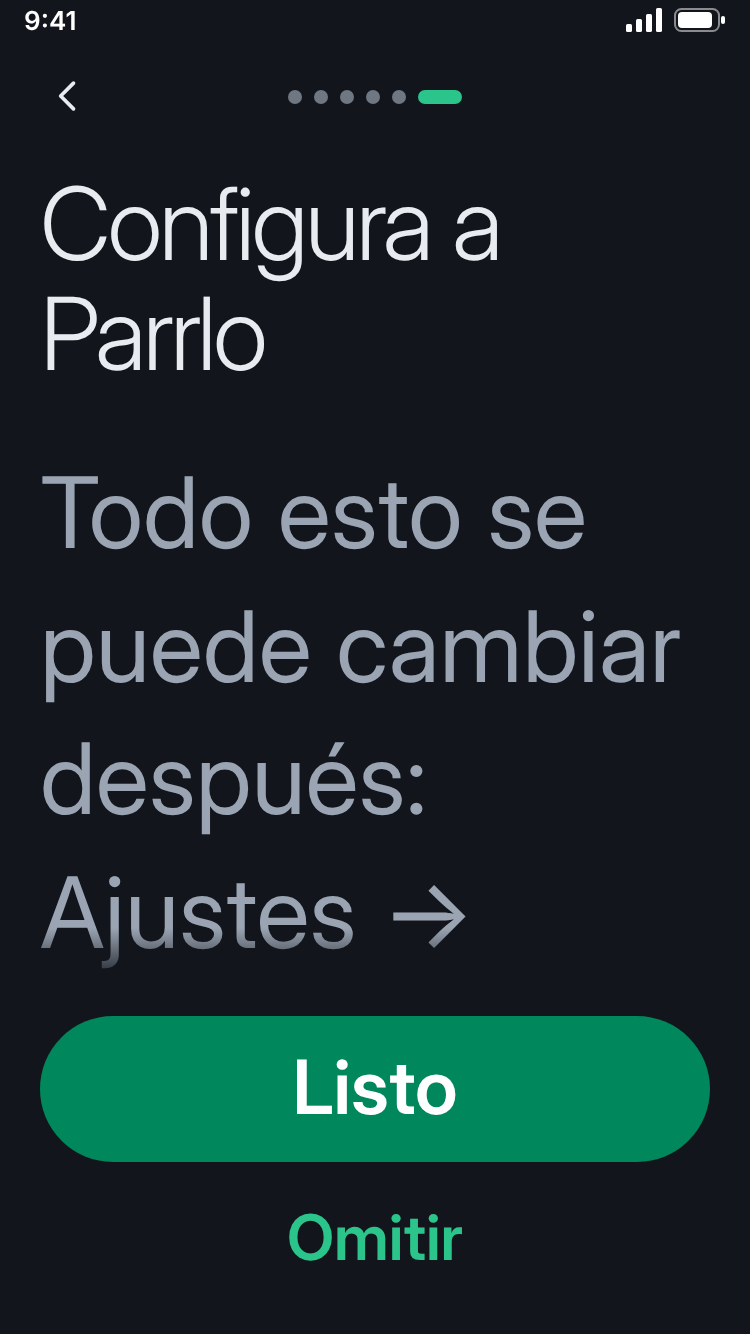 9:41
Configura a
Parrlo
Todo esto se
puede cambiar
después:
Ajustes →
Listo
Omitir